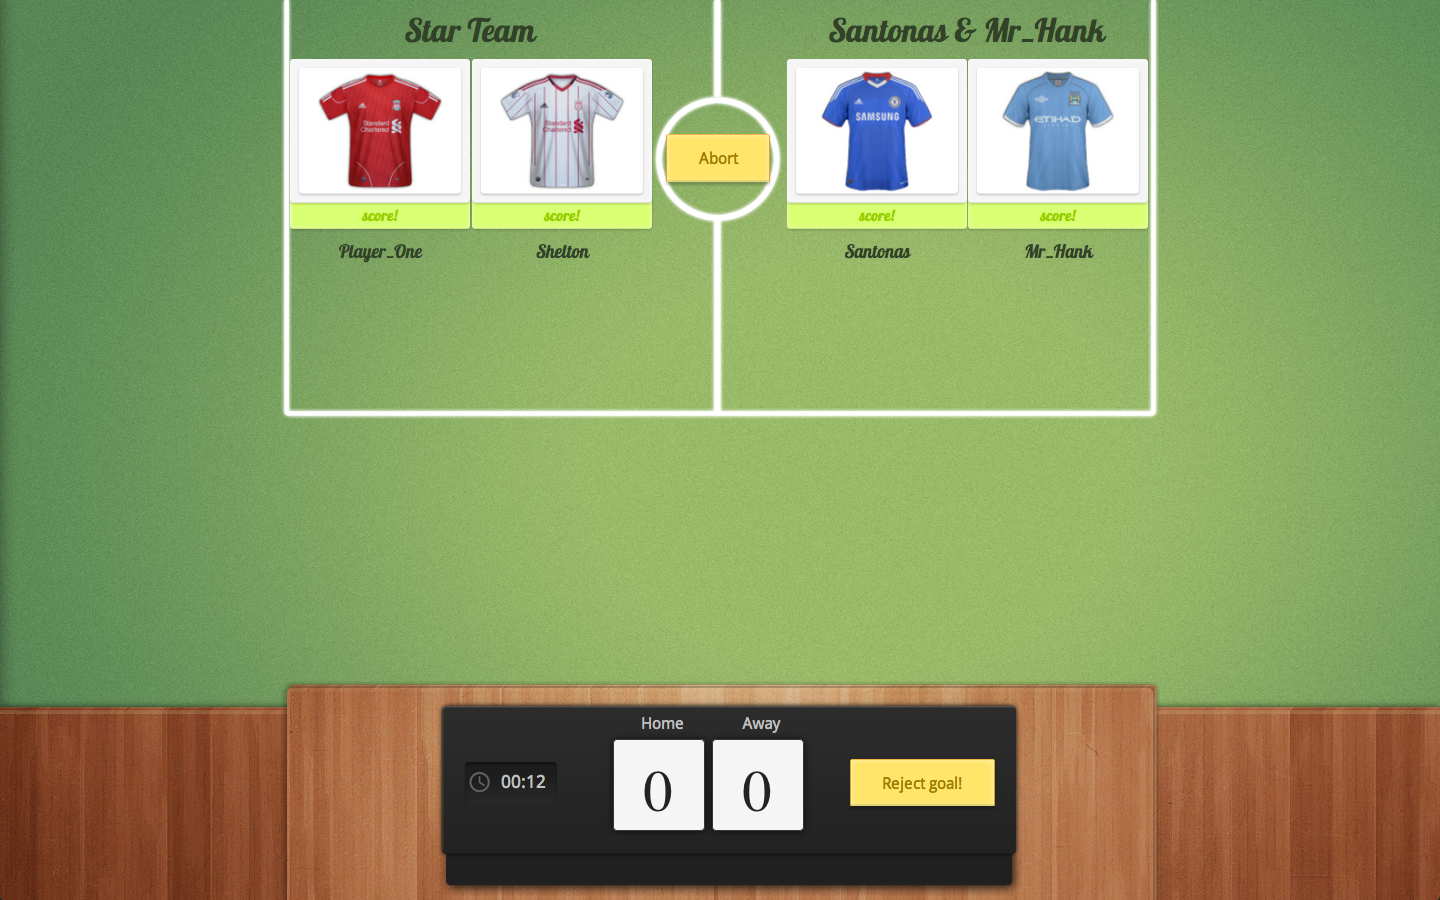 Star Team
Santonas & Mr_Hank
Standard
Chartered
Standard
Chartered
Abort
SAMSUNG
ETIHAD
score!
score!
score!
score!
Player_One
Shelton
Santonas
Mr_Hank
Home
Away
00:12
0
0
Reject goal!